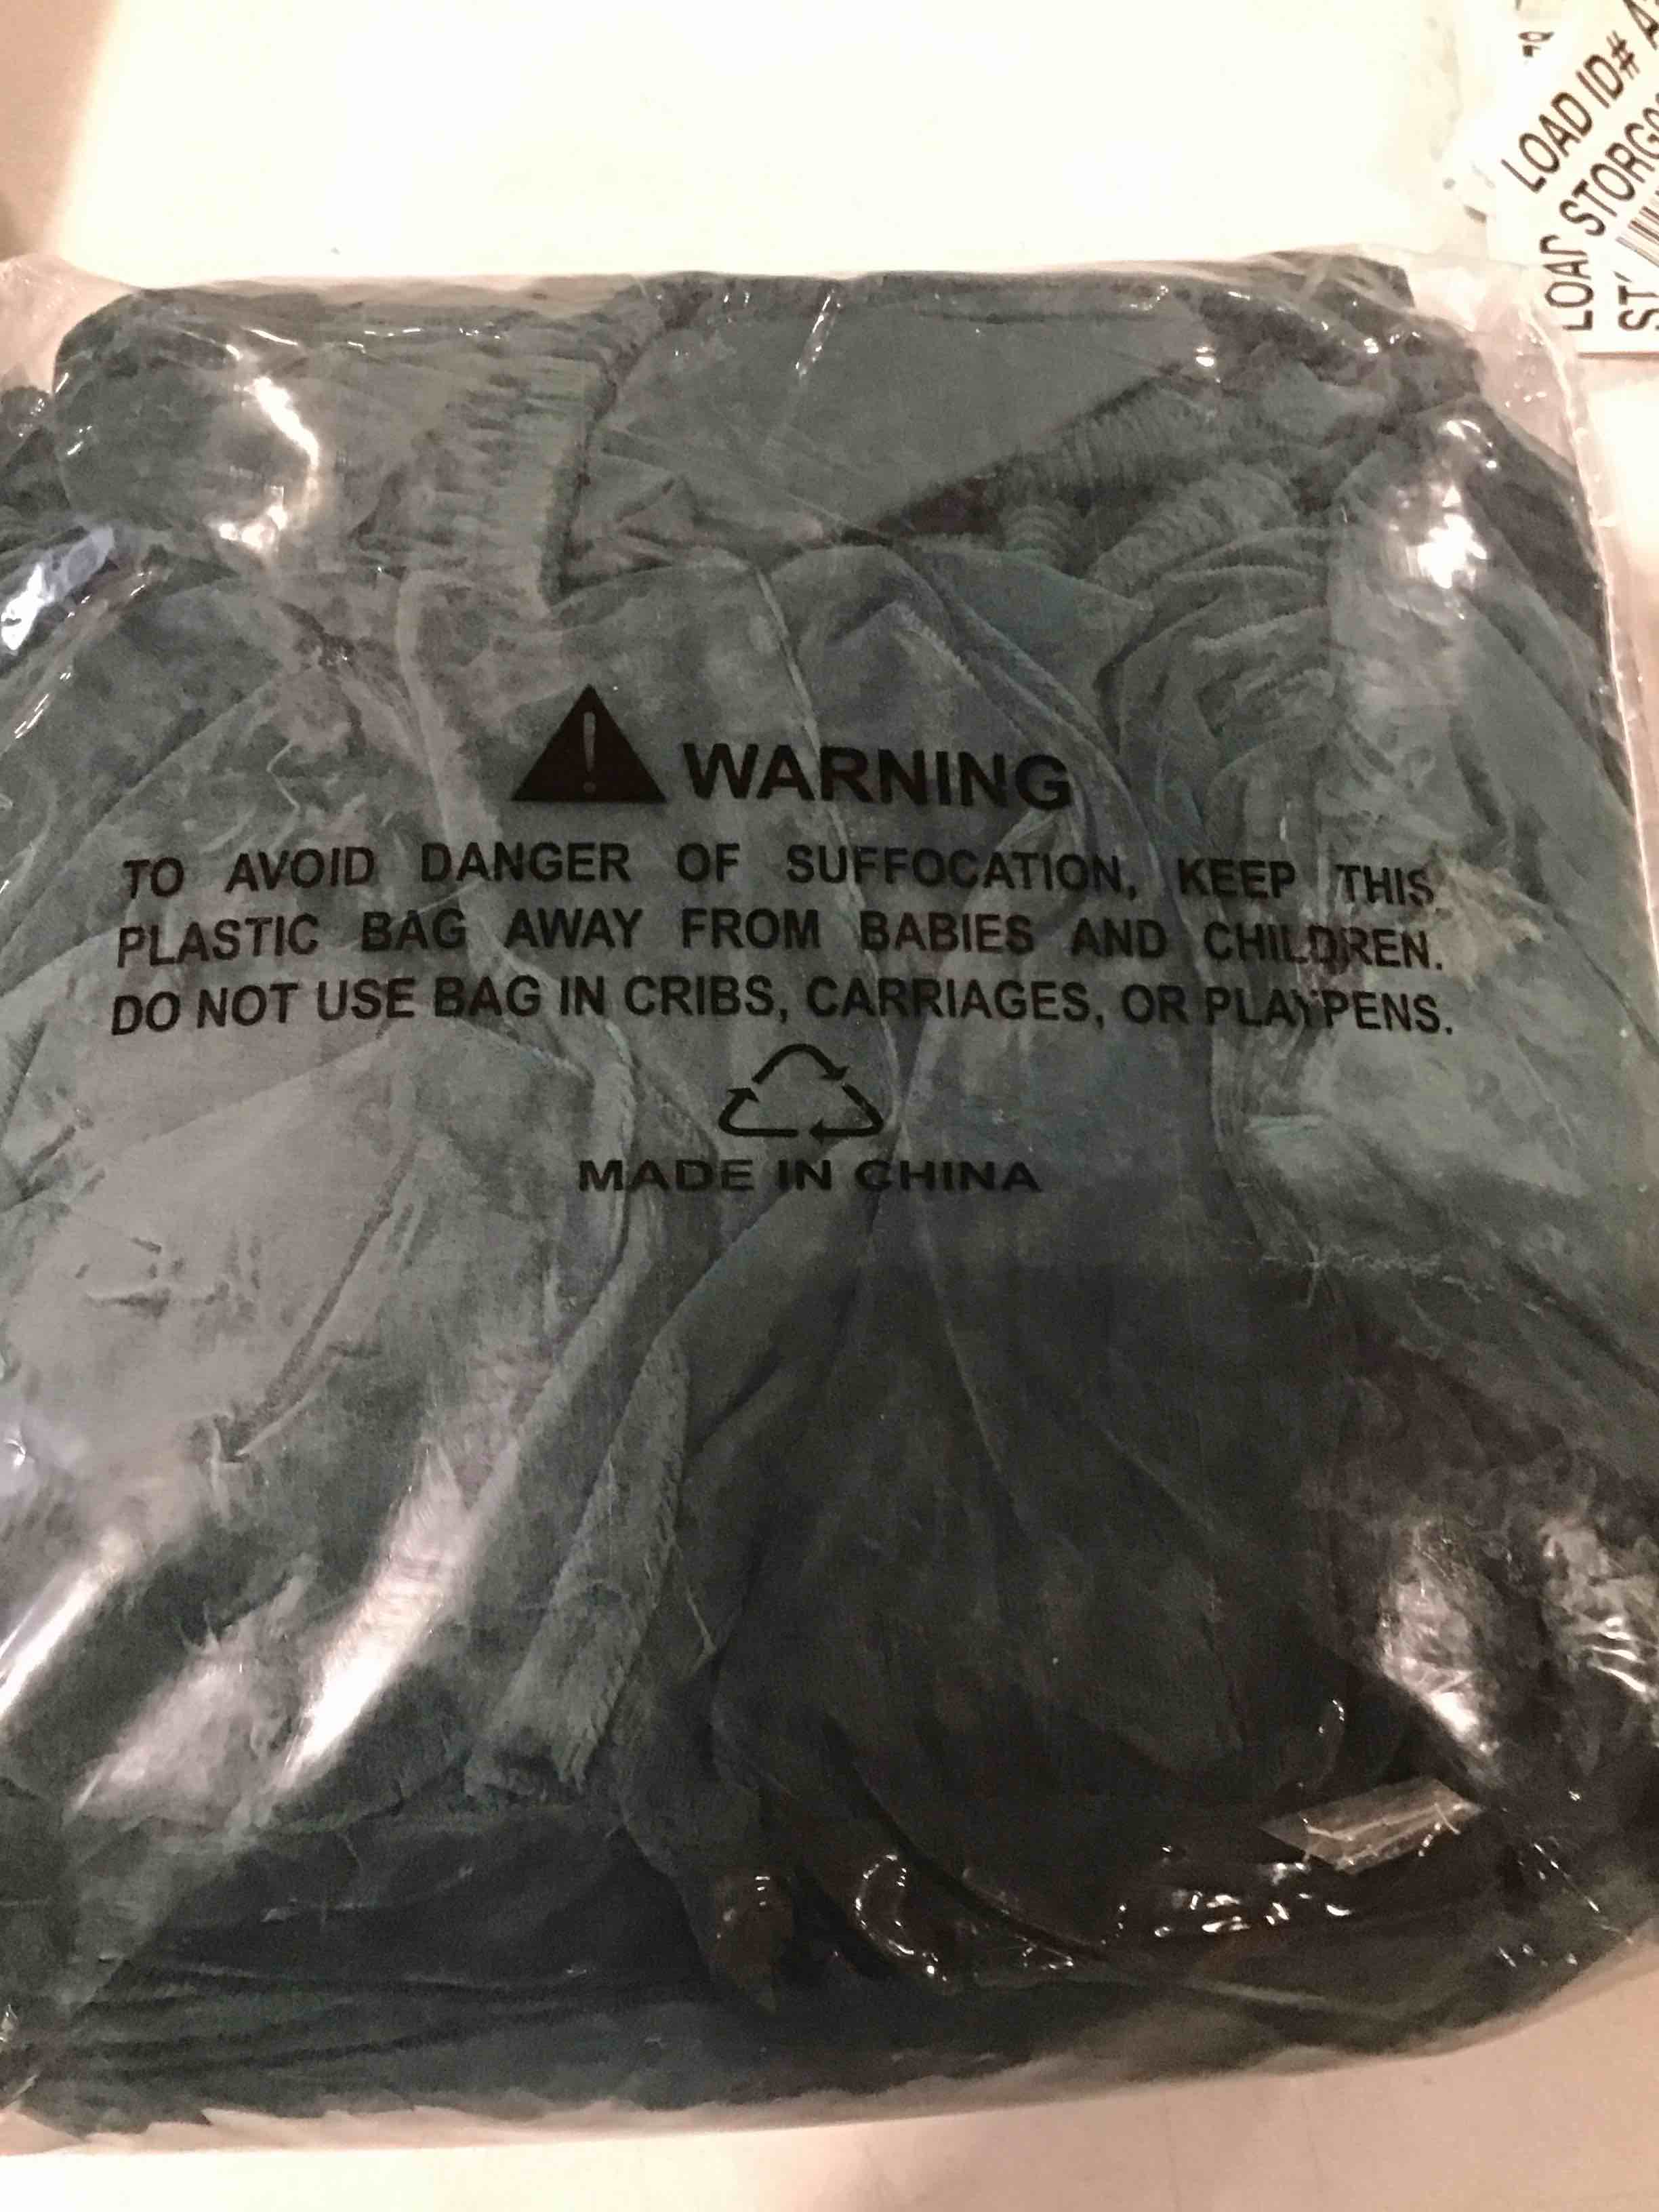 LOAD ID#
WARNING
TO AVOID DANGER OF SUFFOCATION, KEEP THIS
PLASTIC BAG AWAY FROM BABIES AND CHILDREN.
DO NOT USE BAG IN CRIBS, CARRIAGES, OR PLAYPENS.
MADE IN CHINA